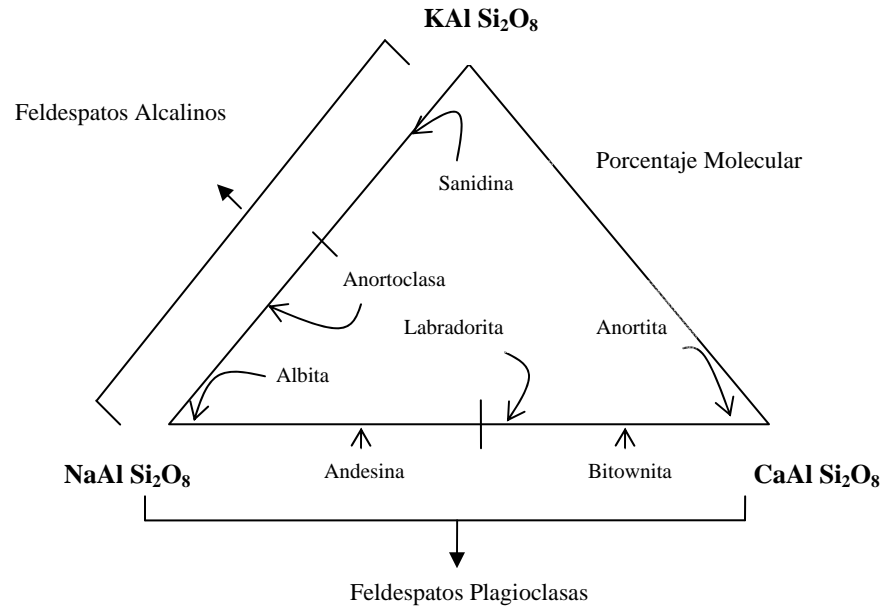 KAl Si₂O₈
Feldespatos Alcalinos
Porcentaje Molecular
Sanidina
Anortoclasa
Labradorita
Anortita
Albita
NaAl Si₂O₈
Andesina
Bitownita
CaAl Si₂O₈
Feldespatos Plagioclasas